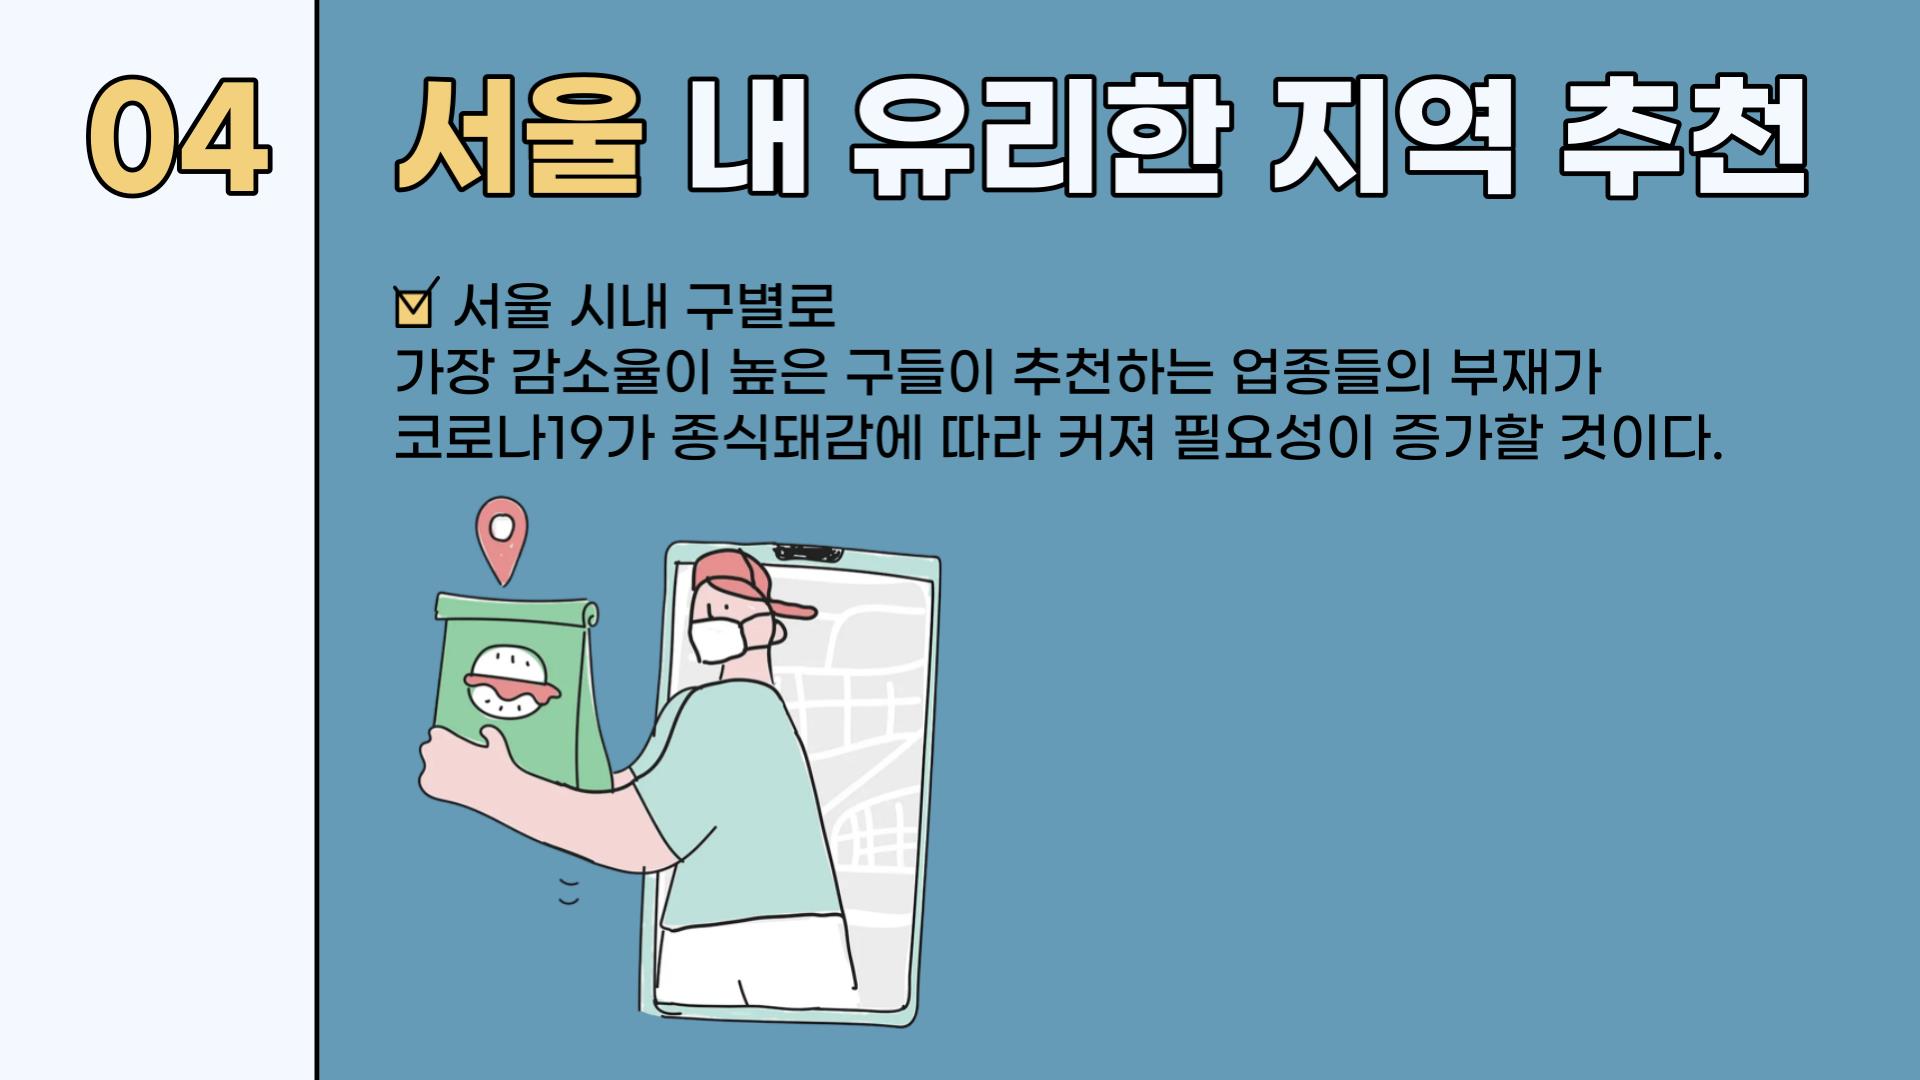 04
서울 내 유리한 지역 추천
서울 시내 구별로
가장 감소율이 높은 구들이 추천하는 업종들의 부재가
코로나19가 종식돼감에 따라 커져 필요성이 증가할 것이다.